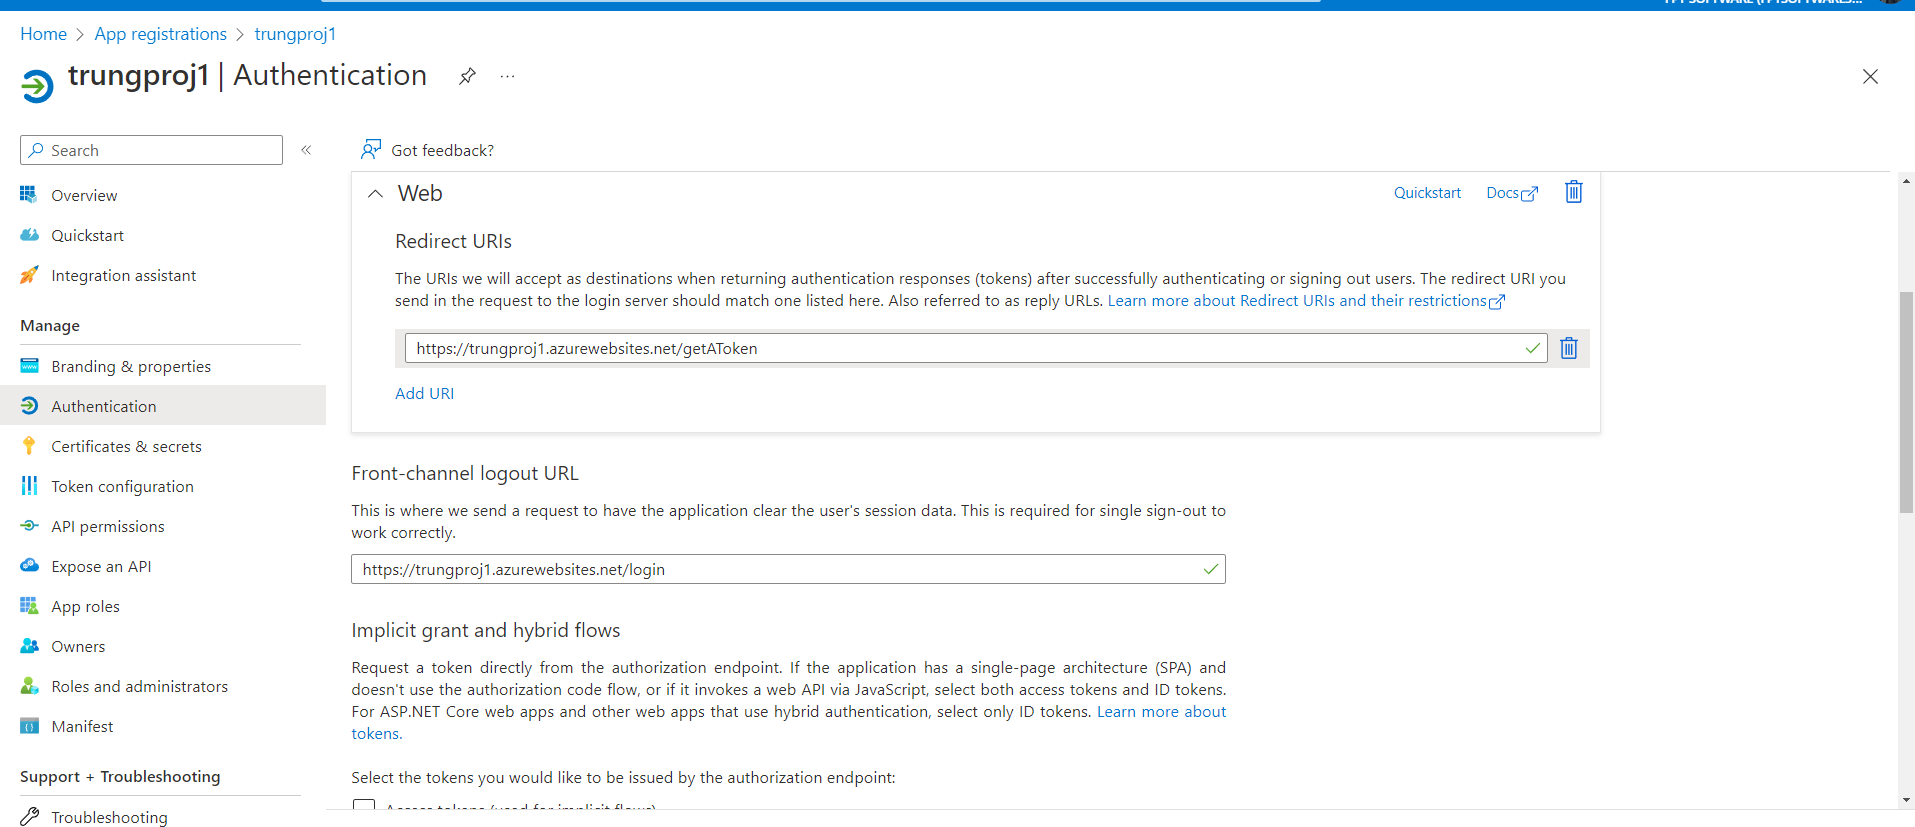 Home > App registrations > trungproj1
trungproj1 | Authentication
Search
Got feedback?
Overview
Quickstart
Integration assistant
Manage
Branding & properties
Authentication
Certificates & secrets
Token configuration
API permissions
Expose an API
App roles
Owners
Roles and administrators
Manifest
Support + Troubleshooting
Troubleshooting
Web
Quickstart
Docs
Redirect URIs
The URIs we will accept as destinations when returning authentication responses (tokens) after successfully authenticating or signing out users. The redirect URI you
send in the request to the login server should match one listed here. Also referred to as reply URLs. Learn more about Redirect URIs and their restrictions
https://trungproj1.azurewebsites.net/getAToken
Add URI
Front-channel logout URL
This is where we send a request to have the application clear the user's session data. This is required for single sign-out to
work correctly.
https://trungproj1.azurewebsites.net/login
Implicit grant and hybrid flows
Request a token directly from the authorization endpoint. If the application has a single-page architecture (SPA) and
doesn't use the authorization code flow, or if it invokes a web API via JavaScript, select both access tokens and ID tokens.
For ASP.NET Core web apps and other web apps that use hybrid authentication, select only ID tokens. Learn more about
tokens.
Select the tokens you would like to be issued by the authorization endpoint:
Access tokens (used for implicit flows)